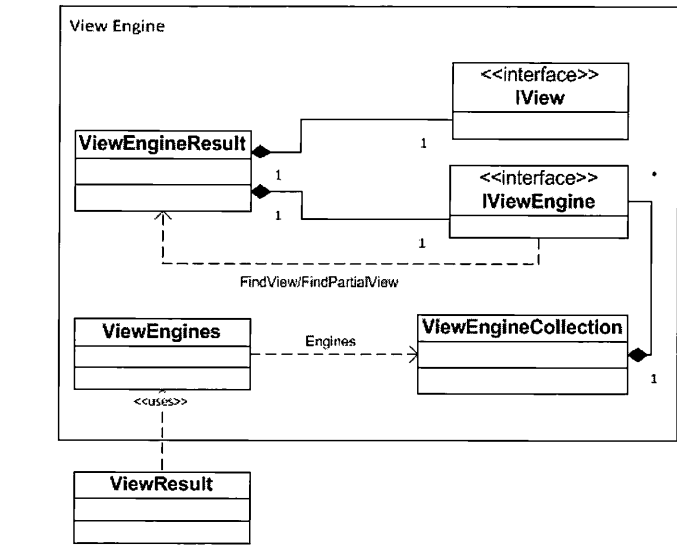 View Engine
<<interface>>
IView
ViewEngineResult
1
1
<<interface>>
IViewEngine
*
1
1
FindView/FindPartialView
ViewEngines
ViewEngineCollection
Engines
1
<<uses>>
ViewResult